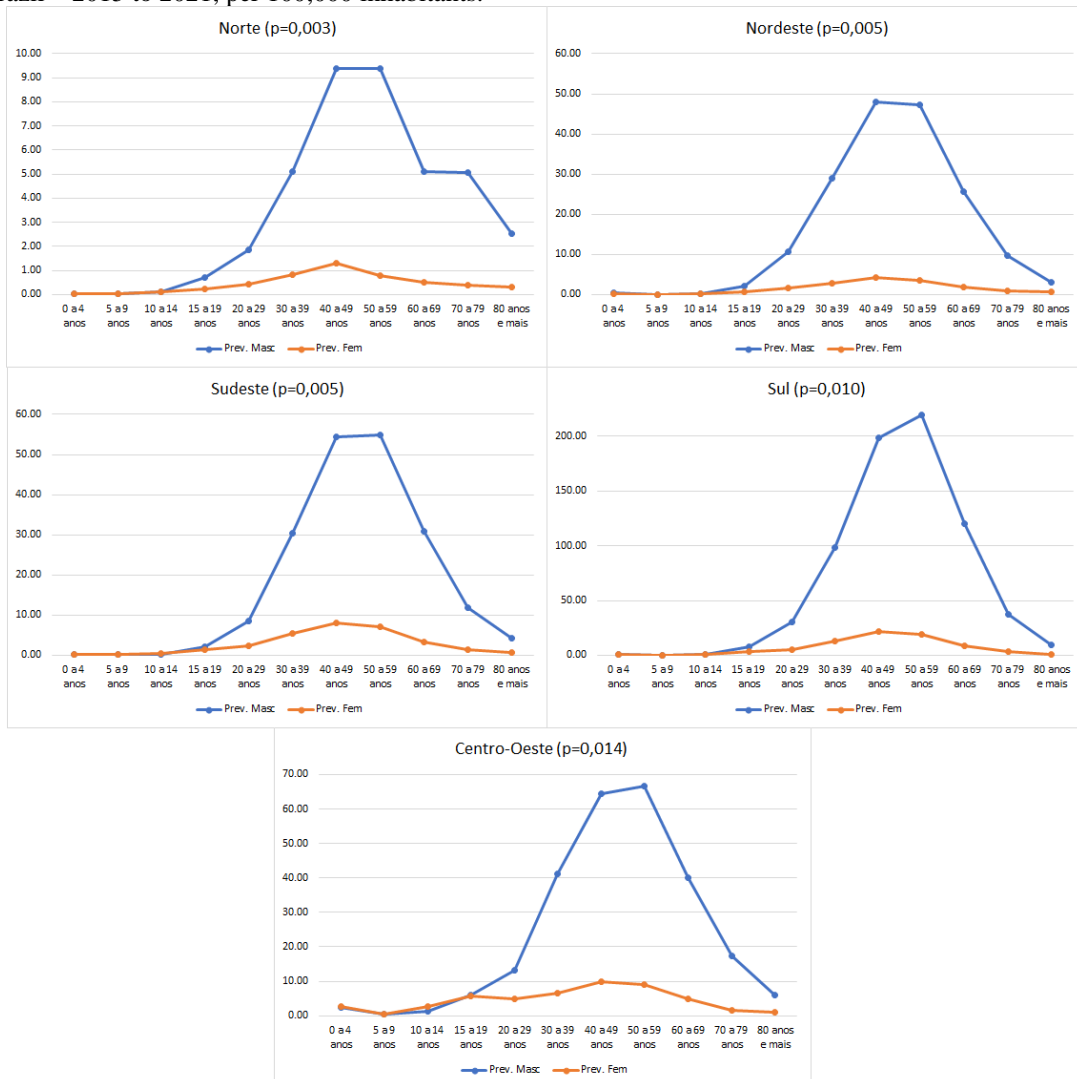 razil – 2015 to 2021, per 100,000 inhabitants.
Norte (p=0,003)
10.00
9.00
8.00
7.00
6.00
5.00
4.00
3.00
2.00
1.00
0.00
0 a 4 5 a 9 10 a 14 15 a 19 20 a 29 30 a 39 40 a 49 50 a 59 60 a 69 70 a 79 80 anos
anos anos anos anos anos anos anos anos anos anos e mais
Prev. Masc Prev. Fem
Nordeste (p=0,005)
60.00
50.00
40.00
30.00
20.00
10.00
0.00
0 a 4 5 a 9 10 a 14 15 a 19 20 a 29 30 a 39 40 a 49 50 a 59 60 a 69 70 a 79 80 anos
anos anos anos anos anos anos anos anos anos anos e mais
Prev. Masc Prev. Fem
Sudeste (p=0,005)
60.00
50.00
40.00
30.00
20.00
10.00
0.00
0 a 4 5 a 9 10 a 14 15 a 19 20 a 29 30 a 39 40 a 49 50 a 59 60 a 69 70 a 79 80 anos
anos anos anos anos anos anos anos anos anos anos e mais
Prev. Masc Prev. Fem
Sul (p=0,010)
200.00
150.00
100.00
50.00
0.00
0 a 4 5 a 9 10 a 14 15 a 19 20 a 29 30 a 39 40 a 49 50 a 59 60 a 69 70 a 79 80 anos
anos anos anos anos anos anos anos anos anos anos e mais
Prev. Masc Prev. Fem
Centro-Oeste (p=0,014)
70.00
60.00
50.00
40.00
30.00
20.00
10.00
0.00
0 a 4 5 a 9 10 a 14 15 a 19 20 a 29 30 a 39 40 a 49 50 a 59 60 a 69 70 a 79 80 anos
anos anos anos anos anos anos anos anos anos anos e mais
Prev. Masc Prev. Fem